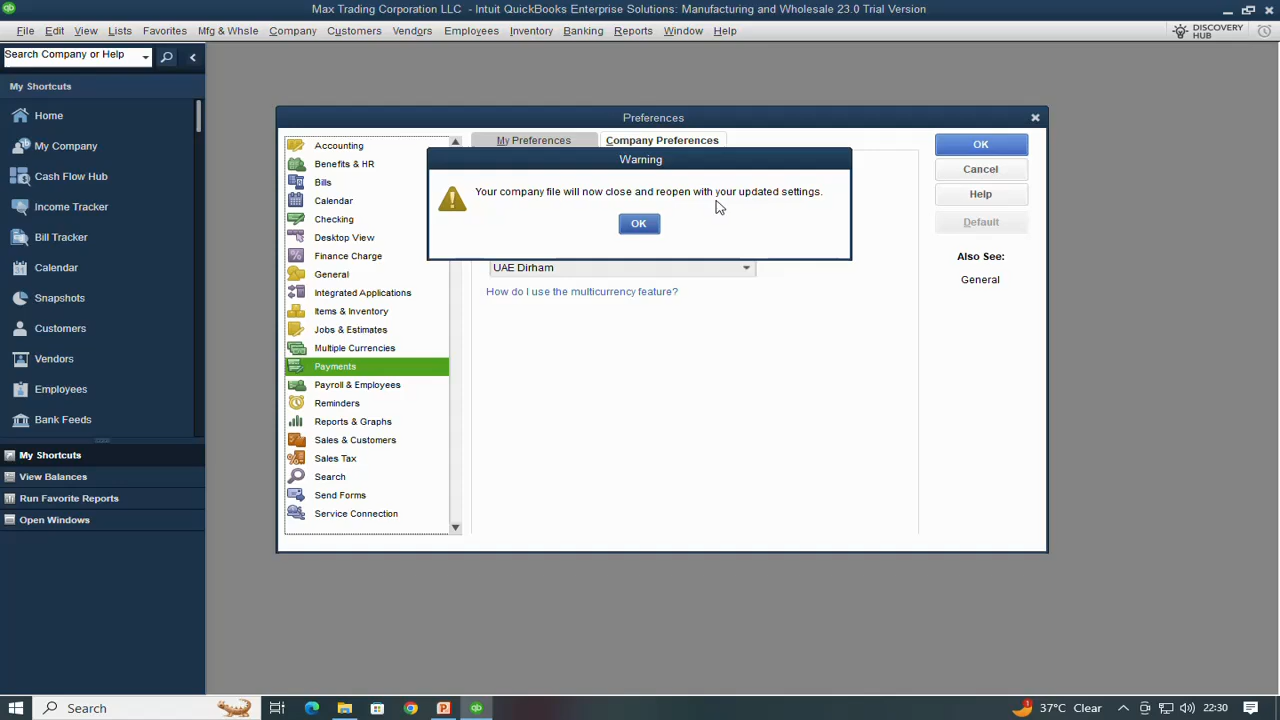 Max Trading Corporation LLC - Intuit QuickBooks Enterprise Solutions: Manufacturing and Wholesale 23.0 Trial Version
File Edit View Lists Favorites Mfg & Whsle Company Customers Vendors Employees Inventory Banking Reports Window Help
DISCOVERY HUB
Search Company or Help
My Shortcuts
Home
My Company
Cash Flow Hub
Income Tracker
Bill Tracker
Calendar
Snapshots
Customers
Vendors
Employees
Bank Feeds
My Shortcuts
View Balances
Run Favorite Reports
Open Windows
Preferences
Accounting
Benefits & HR
Bills
Calendar
Checking
Desktop View
Finance Charge
General
Integrated Applications
Items & Inventory
Jobs & Estimates
Multiple Currencies
Payments
Payroll & Employees
Reminders
Reports & Graphs
Sales & Customers
Sales Tax
Search
Send Forms
Service Connection
My Preferences Company Preferences
Warning
Your company file will now close and reopen with your updated settings.
OK
UAE Dirham
How do I use the multicurrency feature?
OK
Cancel
Help
Default
Also See:
General
Search
37°C Clear
22:30